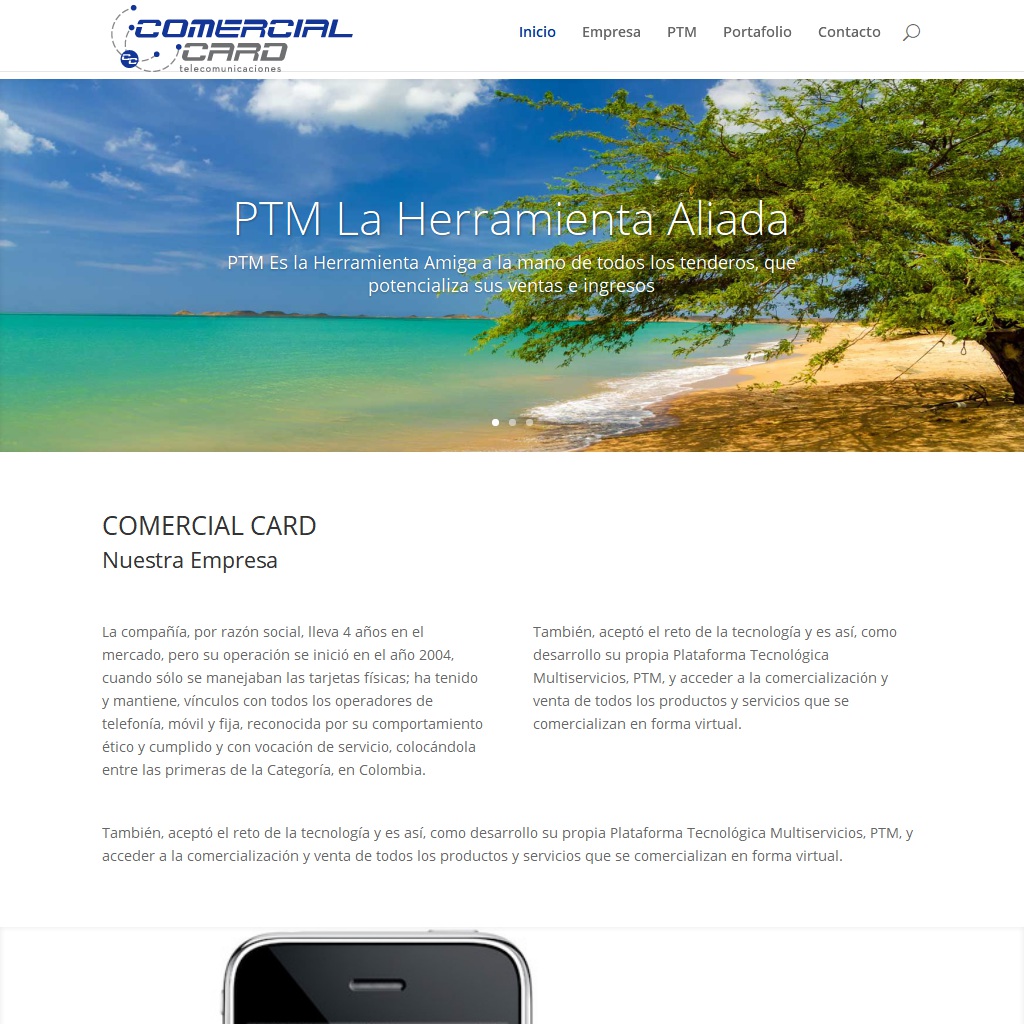 COMERCIAL
CARD
telecomunicaciones
CC
Inicio Empresa PTM Portafolio Contacto
PTM La Herramienta Aliada
PTM Es la Herramienta Amiga a la mano de todos los tenderos, que
potencializa sus ventas e ingresos
COMERCIAL CARD
Nuestra Empresa
La compañía, por razón social, lleva 4 años en el
mercado, pero su operación se inició en el año 2004,
cuando sólo se manejaban las tarjetas físicas; ha tenido
y mantiene, vínculos con todos los operadores de
telefonía, móvil y fija, reconocida por su comportamiento
ético y cumplido y con vocación de servicio, colocándola
entre las primeras de la Categoría, en Colombia.
También, aceptó el reto de la tecnología y es así, como
desarrollo su propia Plataforma Tecnológica
Multiservicios, PTM, y acceder a la comercialización y
venta de todos los productos y servicios que se
comercializan en forma virtual.
También, aceptó el reto de la tecnología y es así, como desarrollo su propia Plataforma Tecnológica Multiservicios, PTM, y
acceder a la comercialización y venta de todos los productos y servicios que se comercializan en forma virtual.